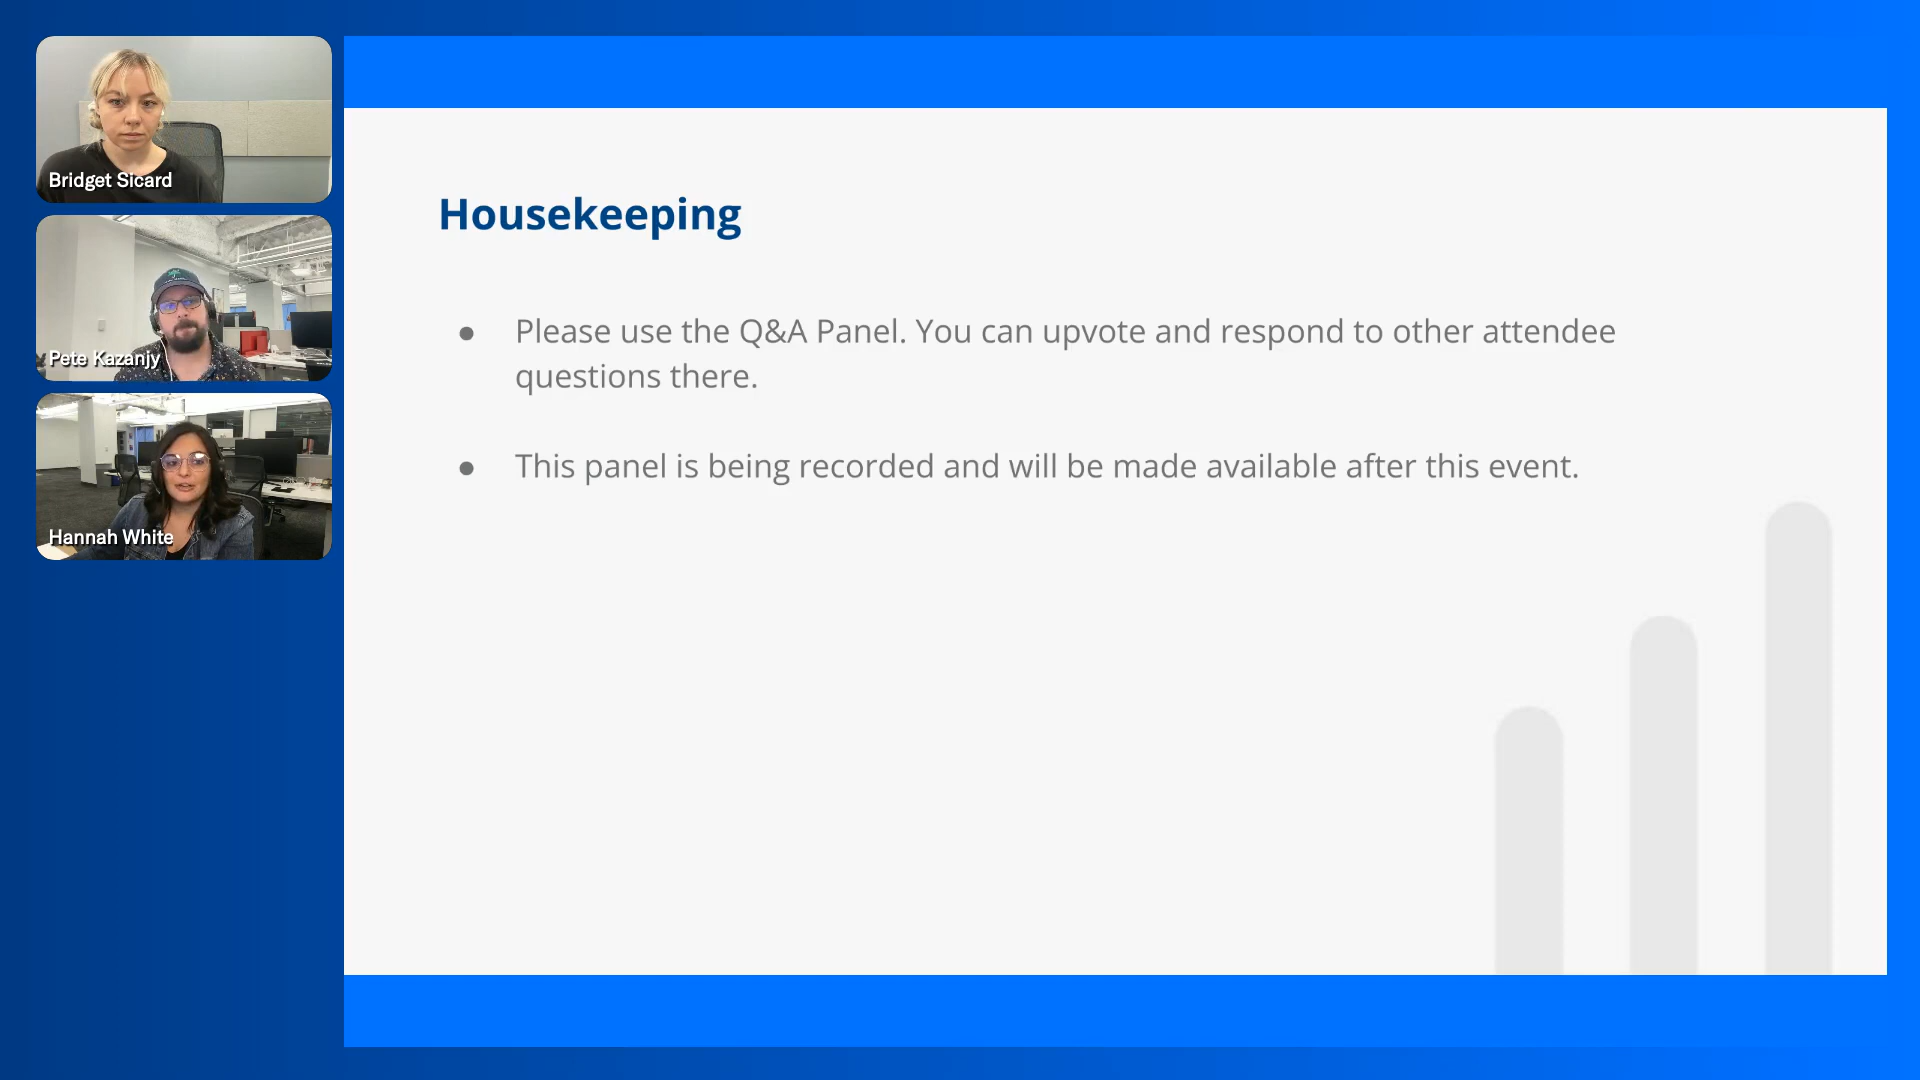 Bridget Sicard
Pete Kazanjy
Hannah White
Housekeeping
● Please use the Q&A Panel. You can upvote and respond to other attendee
questions there.
● This panel is being recorded and will be made available after this event.